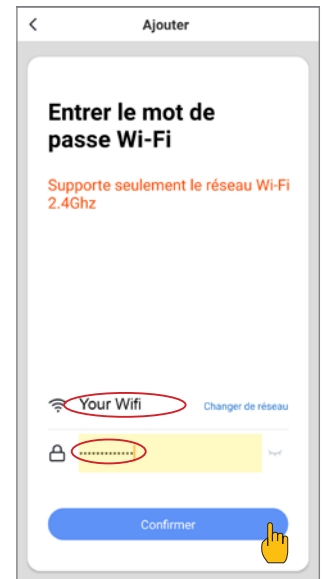 Ajouter
Entrer le mot de
passe Wi-Fi
Supporte seulement le réseau Wi-Fi
2.4Ghz
Your Wifi
Changer de réseau
Confirmer